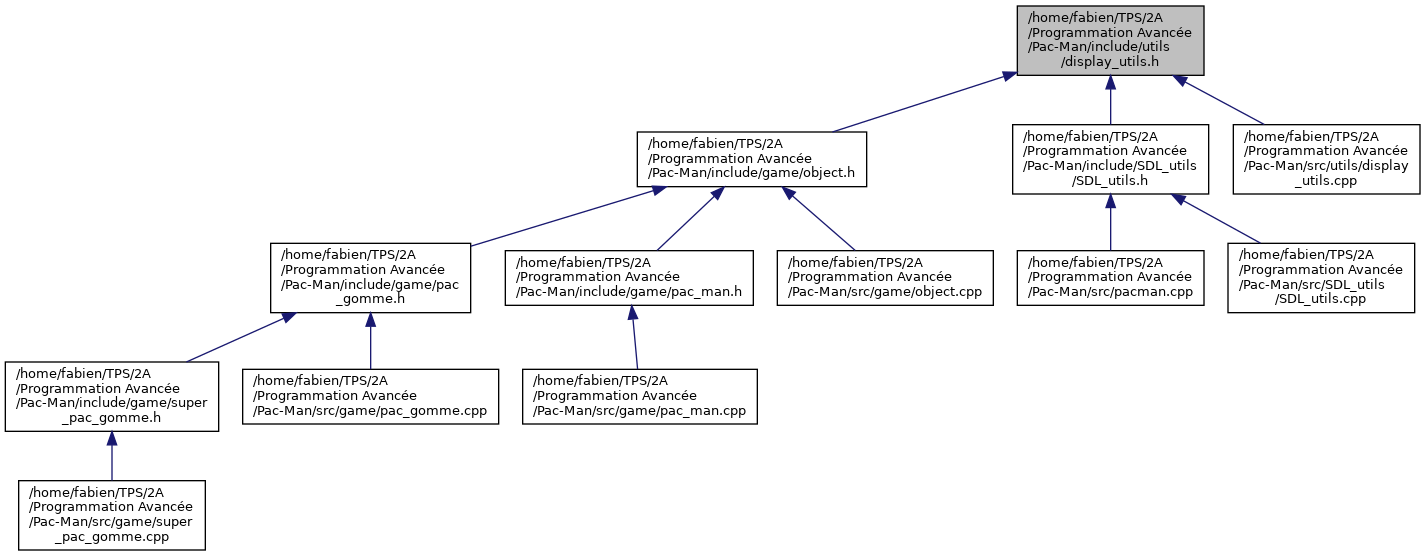 /home/fabien/TPS/2A
/Programmation Avancée
/Pac-Man/include/utils
/display_utils.h
/home/fabien/TPS/2A
/Programmation Avancée
/Pac-Man/include/game/object.h
/home/fabien/TPS/2A
/Programmation Avancée
/Pac-Man/include/SDL_utils
/SDL_utils.h
/home/fabien/TPS/2A
/Programmation Avancée
/Pac-Man/src/utils/display
_utils.cpp
/home/fabien/TPS/2A
/Programmation Avancée
/Pac-Man/include/game/pac
_gomme.h
/home/fabien/TPS/2A
/Programmation Avancée
/Pac-Man/include/game/pac_man.h
/home/fabien/TPS/2A
/Programmation Avancée
/Pac-Man/src/game/object.cpp
/home/fabien/TPS/2A
/Programmation Avancée
/Pac-Man/src/pacman.cpp
/home/fabien/TPS/2A
/Programmation Avancée
/Pac-Man/src/SDL_utils
/SDL_utils.cpp
/home/fabien/TPS/2A
/Programmation Avancée
/Pac-Man/include/game/super
_pac_gomme.h
/home/fabien/TPS/2A
/Programmation Avancée
/Pac-Man/src/game/pac_gomme.cpp
/home/fabien/TPS/2A
/Programmation Avancée
/Pac-Man/src/game/pac_man.cpp
/home/fabien/TPS/2A
/Programmation Avancée
/Pac-Man/src/game/super
_pac_gomme.cpp